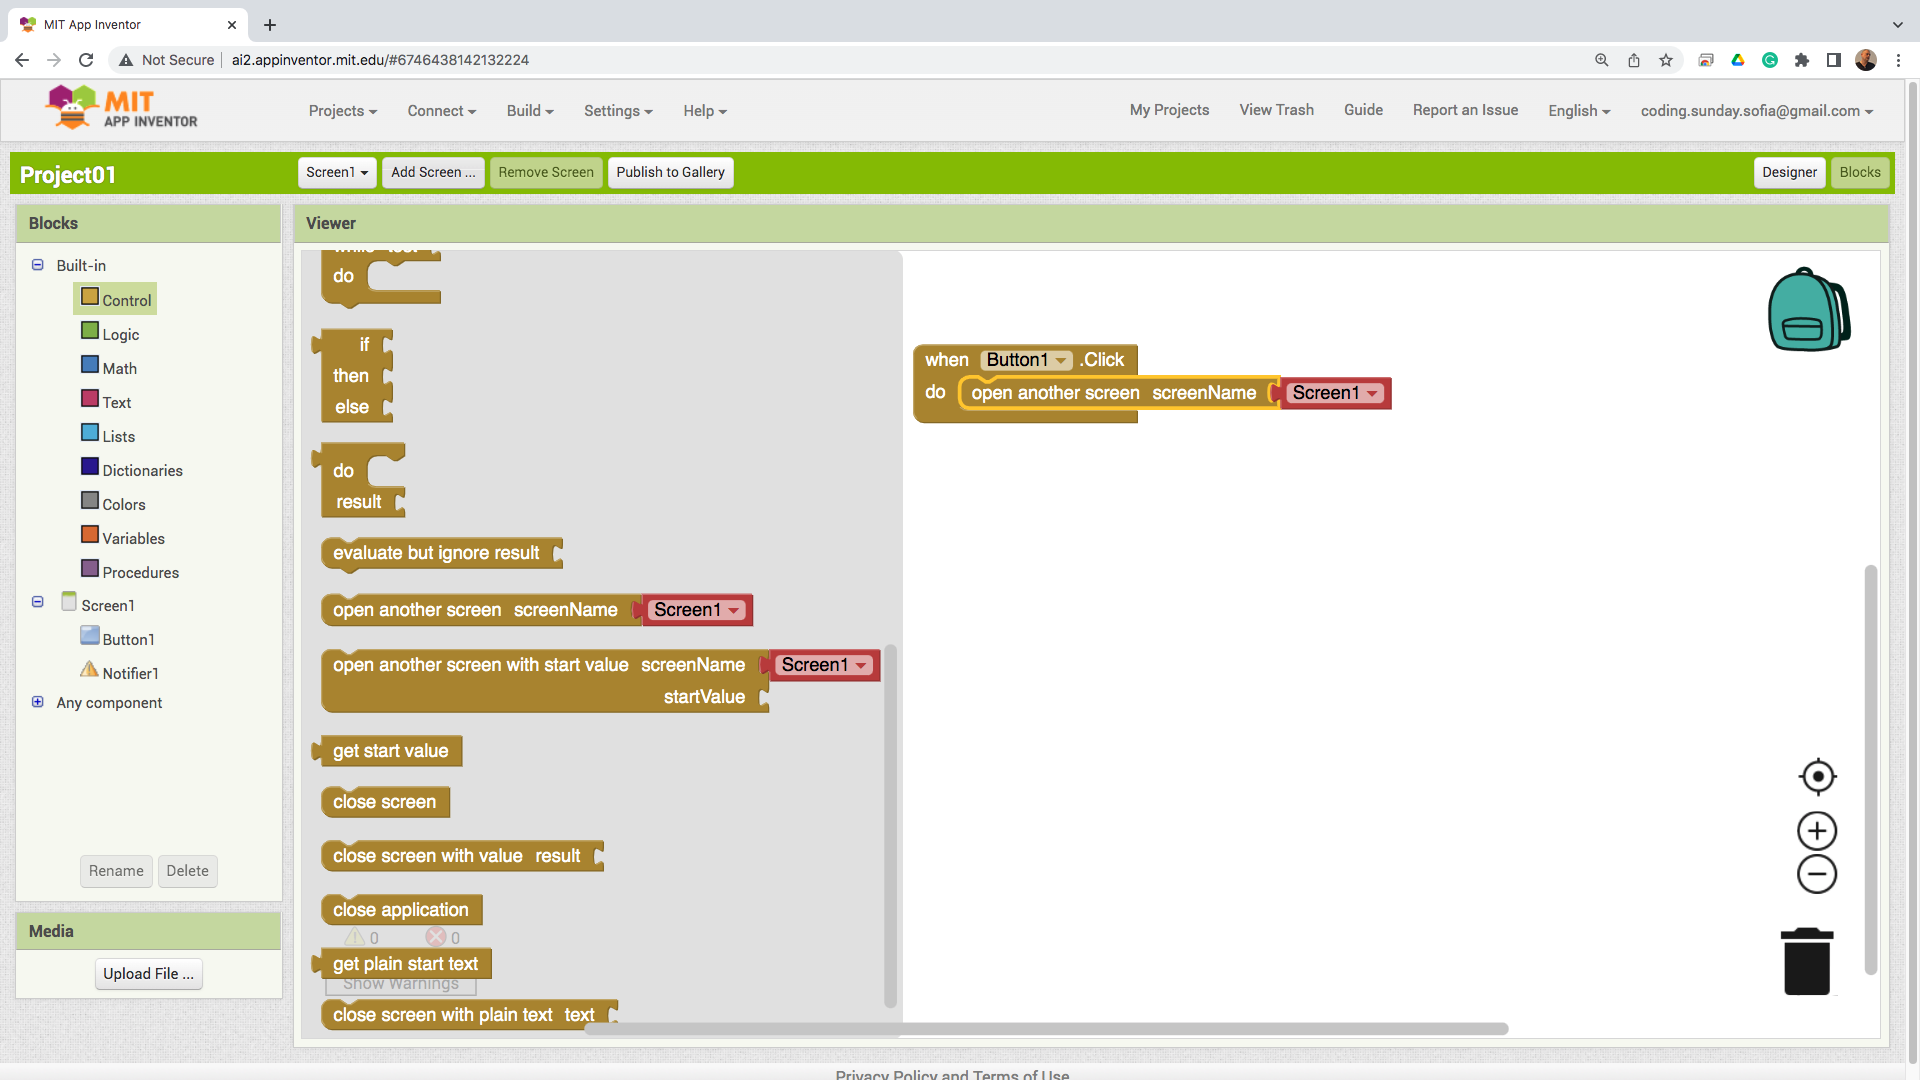 MIT App Inventor
Not Secure
ai2.appinventor.mit.edu/#6746438142132224
MIT
APP INVENTOR
Projects
Connect
Build
Settings
Help
My Projects
View Trash
Guide
Report an Issue
English
coding.sunday.sofia@gmail.com
Project01
Screen1
Add Screen ...
Remove Screen
Publish to Gallery
Designer
Blocks
Blocks
Built-in
Control
Logic
Math
Text
Lists
Dictionaries
Colors
Variables
Procedures
Screen1
Button1
Notifier1
Any component
Rename
Delete
Media
Upload File ...
Viewer
while test
do
if
then
else
do
result
evaluate but ignore result
open another screen screenName Screen1
open another screen with start value screenName Screen1
startValue
get start value
close screen
close screen with value result
close application
0 0
get plain start text
Show Warnings
close screen with plain text text
when Button1 .Click
do open another screen screenName Screen1
Privacy Policy and Terms of Use